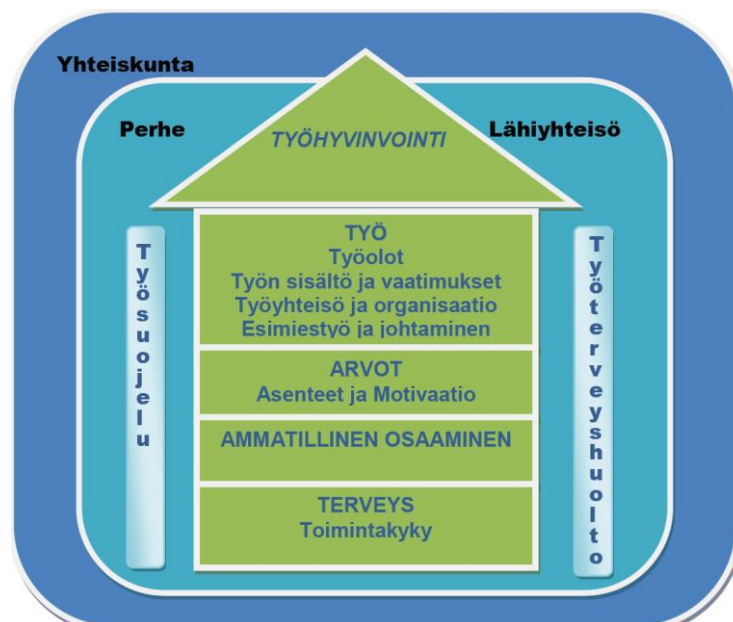 Yhteiskunta
Perhe
Lähiyhteisö
TYÖHYVINVOINTI
Työsuojelu
TYÖ
Työolot
Työn sisältö ja vaatimukset
Työyhteisö ja organisaatio
Esimiestyö ja johtaminen
ARVOT
Asenteet ja Motivaatio
AMMATILLINEN OSAAMINEN
TERVEYS
Toimintakyky
Työterveyshuolto